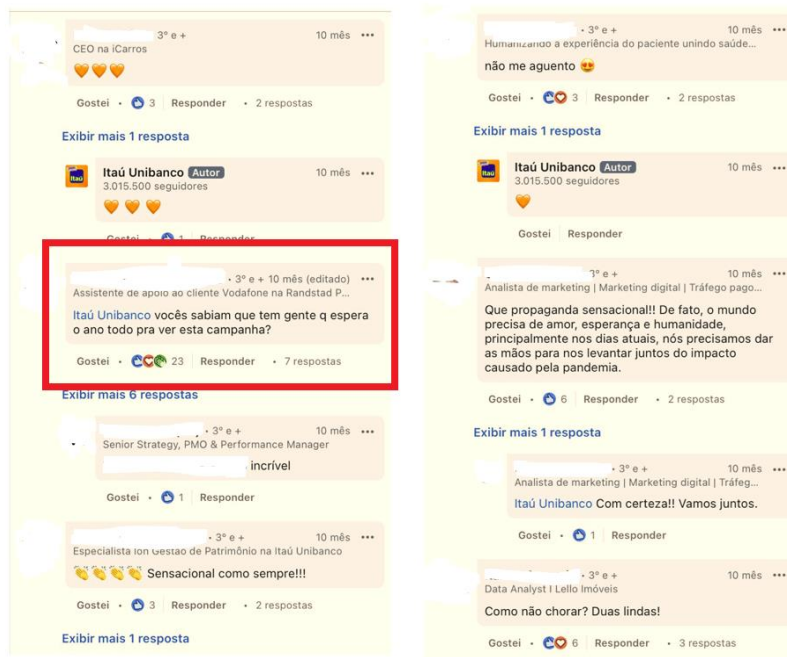 3º e +
10 mês
CEO na iCarros
🧡🧡🧡
Gostei • 3 Responder • 2 respostas
Exibir mais 1 resposta
Itaú
Itaú Unibanco Autor
10 mês
3.015.500 seguidores
🧡 🧡 🧡
Gostei • 1 Responder
• 3º e + 10 mês (editado)
Assistente de apoio ao cliente Vodafone na Randstad P...
Itaú Unibanco vocês sabiam que tem gente q espera
o ano todo pra ver esta campanha?
Gostei • 23 Responder • 7 respostas
Exibir mais 6 respostas
• 3º e +
10 mês
Senior Strategy, PMO & Performance Manager
incrível
Gostei • 1 Responder
• 3º e +
10 mês
Especialista Ion Gestão de Patrimônio na Itaú Unibanco
👏👏👏👏 Sensacional como sempre!!!
Gostei • 3 Responder • 2 respostas
Exibir mais 1 resposta
• 3º e +
10 mês
Humanizando a experiência do paciente unindo saúde...
não me aguento 😍
Gostei • 3 Responder • 2 respostas
Exibir mais 1 resposta
Itaú
Itaú Unibanco Autor
10 mês
3.015.500 seguidores
🧡
Gostei Responder
3º e +
10 mês
Analista de marketing | Marketing digital | Tráfego pago...
Que propaganda sensacional!! De fato, o mundo
precisa de amor, esperança e humanidade,
principalmente nos dias atuais, nós precisamos dar
as mãos para nos levantar juntos do impacto
causado pela pandemia.
Gostei • 6 Responder • 2 respostas
Exibir mais 1 resposta
• 3º e +
10 mês
Analista de marketing | Marketing digital | Tráfeg...
Itaú Unibanco Com certeza!! Vamos juntos.
Gostei • 1 Responder
• 3º e +
10 mês
Data Analyst I Lello Imóveis
Como não chorar? Duas lindas!
Gostei • 6 Responder • 3 respostas